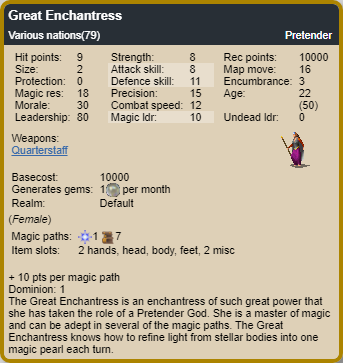 Great Enchantress
Various nations(79) Pretender
Hit points: 9 Strength: 8 Rec points: 10000
Size: 2 Attack skill: 8 Map move: 16
Protection: 0 Defence skill: 11 Encumbrance: 3
Magic res: 18 Precision: 15 Age: 22
Morale: 30 Combat speed: 12 (50)
Leadership: 80 Magic ldr: 10 Undead ldr: 0
Weapons:
Quarterstaff
Basecost: 10000
Generates gems: 1 per month
Realm: Default
(Female)
Magic paths: 1 7
Item slots: 2 hands, head, body, feet, 2 misc
+ 10 pts per magic path
Dominion: 1
The Great Enchantress is an enchantress of such great power that
she has taken the role of a Pretender God. She is a master of magic
and can be adept in several of the magic paths. The Great
Enchantress knows how to refine light from stellar bodies into one
magic pearl each turn.